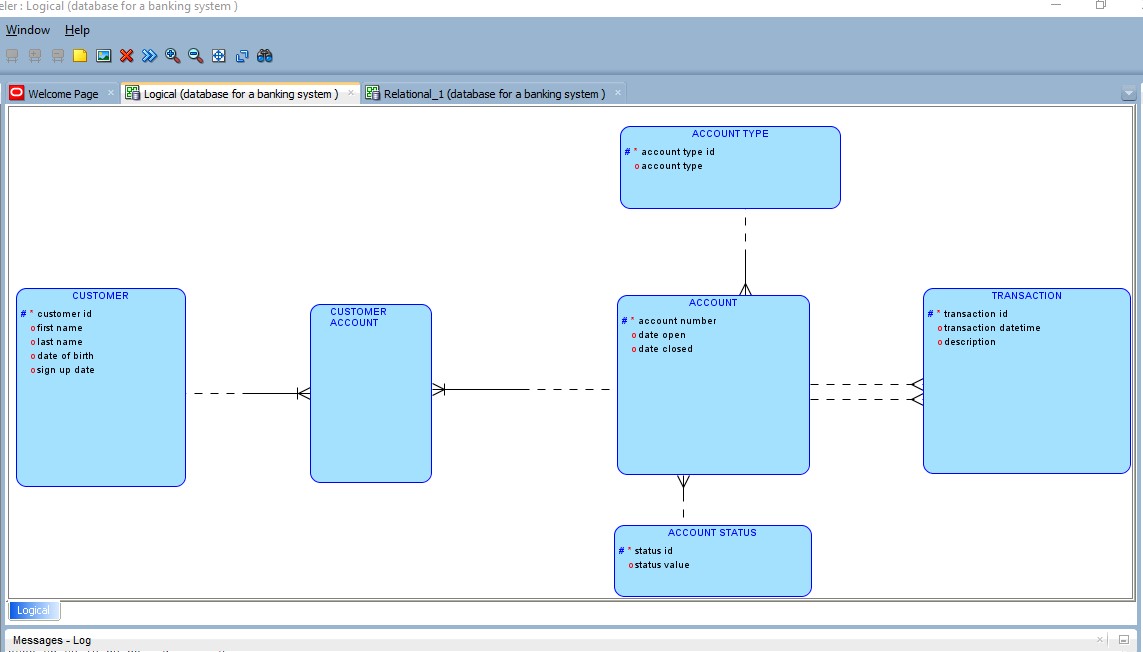 eler : Logical (database for a banking system )
Window Help
Welcome Page × Logical (database for a banking system ) × Relational_1 (database for a banking system ) ×
ACCOUNT TYPE
# * account type id
o account type
CUSTOMER
# * customer id
o first name
o last name
o date of birth
o sign up date
CUSTOMER
ACCOUNT
ACCOUNT
# * account number
o date open
o date closed
TRANSACTION
# * transaction id
o transaction datetime
o description
ACCOUNT STATUS
# * status id
o status value
Logical
Messages - Log